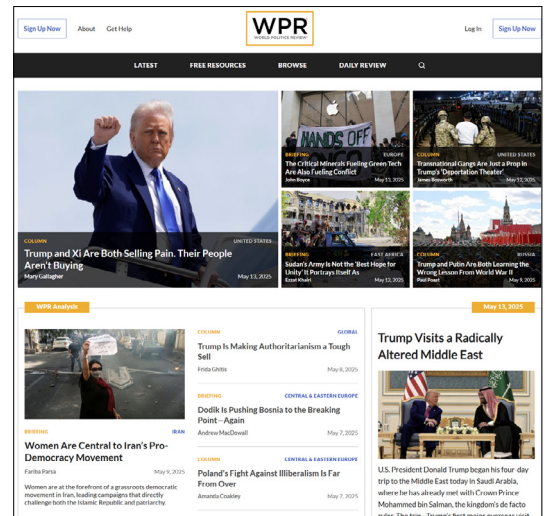 Sign Up Now
About
Get Help
WPR
WORLD POLITICS REVIEW
Log In
Sign Up Now
LATEST
FREE RESOURCES
BROWSE
DAILY REVIEW
COLUMN
UNITED STATES
Trump and Xi Are Both Selling Pain. Their People
Aren't Buying
Mary Gallagher
May 13, 2025
HANDS OFF
BRIEFING
EUROPE
The Critical Minerals Fueling Green Tech
Are Also Fueling Conflict
John Boyce
May 13, 2025
COLUMN
UNITED STATES
Transnational Gangs Are Just a Prop in
Trump's 'Deportation Theater'
James Bosworth
May 12, 2025
BRIEFING
EAST AFRICA
Sudan's Army Is Not the 'Best Hope for
Unity' It Portrays Itself As
Ezzat Khairi
May 12, 2025
COLUMN
RUSSIA
Trump and Putin Are Both Learning the
Wrong Lesson From World War II
Paul Poast
May 9, 2025
WPR Analysis
BRIEFING
IRAN
Women Are Central to Iran's Pro-
Democracy Movement
Fariba Parsa
May 9, 2025
Women are at the forefront of a grassroots democratic
movement in Iran, leading campaigns that directly
challenge both the Islamic Republic and patriarchy.
COLUMN
GLOBAL
Trump Is Making Authoritarianism a Tough
Sell
Frida Ghitis
May 8, 2025
BRIEFING
CENTRAL & EASTERN EUROPE
Dodik Is Pushing Bosnia to the Breaking
Point—Again
Andrew MacDowall
May 7, 2025
COLUMN
CENTRAL & EASTERN EUROPE
Poland's Fight Against Illiberalism Is Far
From Over
Amanda Coakley
May 7, 2025
May 13, 2025
Trump Visits a Radically
Altered Middle East
U.S. President Donald Trump began his four-day
trip to the Middle East today in Saudi Arabia,
where he has already met with Crown Prince
Mohammed bin Salman, the kingdom's de facto